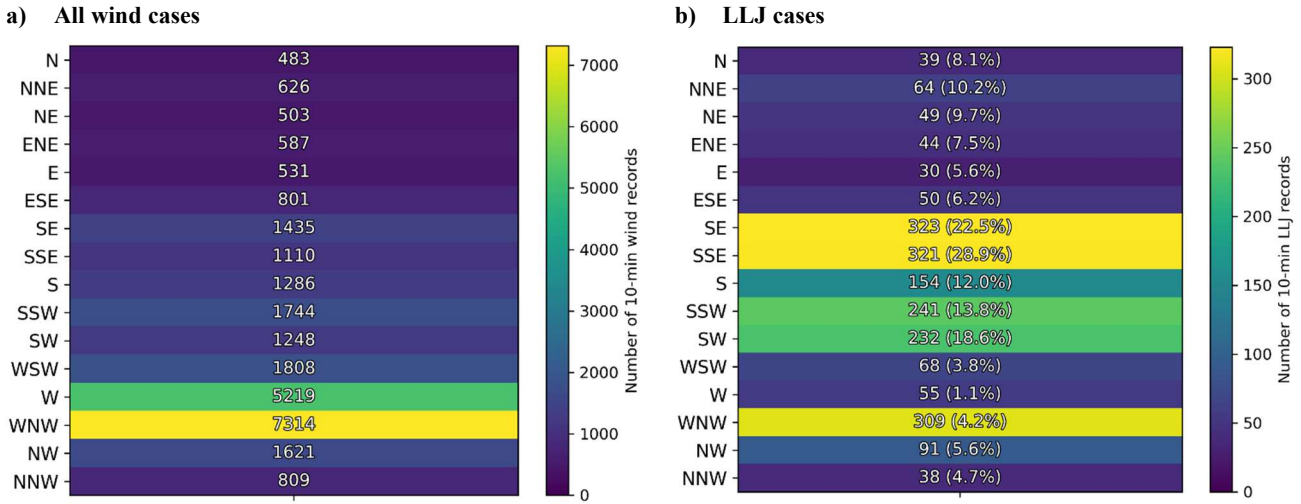 a) All wind cases
N
NNE
NE
ENE
E
ESE
SE
SSE
S
SSW
SW
WSW
W
WNW
NW
NNW
483
626
503
587
531
801
1435
1110
1286
1744
1248
1808
5219
7314
1621
809
7000
6000
5000
4000
3000
2000
1000
0
Number of 10-min wind records
b) LLJ cases
N
NNE
NE
ENE
E
ESE
SE
SSE
S
SSW
SW
WSW
W
WNW
NW
NNW
39 (8.1%)
64 (10.2%)
49 (9.7%)
44 (7.5%)
30 (5.6%)
50 (6.2%)
323 (22.5%)
321 (28.9%)
154 (12.0%)
241 (13.8%)
232 (18.6%)
68 (3.8%)
55 (1.1%)
309 (4.2%)
91 (5.6%)
38 (4.7%)
300
250
200
150
100
50
0
Number of 10-min LLJ records